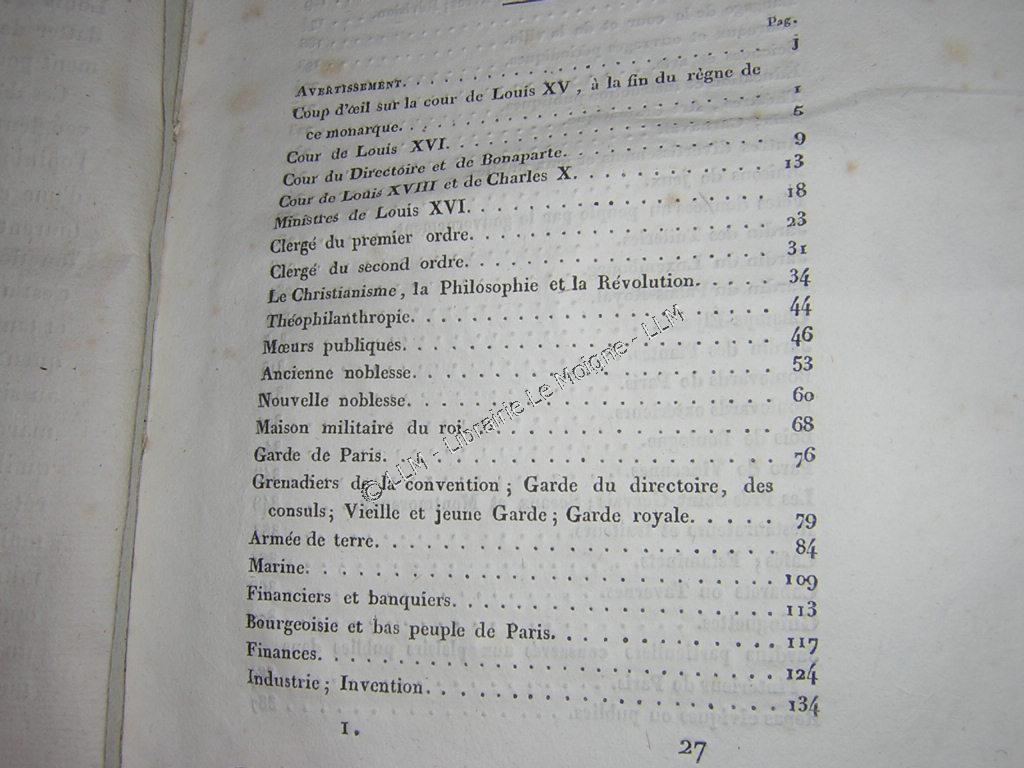 Pag.
AVERTISSEMENT. . . . . . . . . . . . . . . . j
Coup d'œil sur la cour de Louis XV, à la fin du règne de
ce monarque. . . . . . . . . . . . . . . . 1
Cour de Louis XVI. . . . . . . . . . . . . . . . 5
Cour du Directoire et de Bonaparte. . . . . . . . . . 9
Cour de Louis XVIII et de Charles X. . . . . . . . . 13
Ministres de Louis XVI. . . . . . . . . . . . . . 18
Clergé du premier ordre. . . . . . . . . . . . . . 23
Clergé du second ordre. . . . . . . . . . . . . . 31
Le Christianisme, la Philosophie et la Révolution. . . . . 34
Théophilanthropie. . . . . . . . . . . . . . . . 44
Mœurs publiques. . . . . . . . . . . . . . . . 46
Ancienne noblesse. . . . . . . . . . . . . . . . 53
Nouvelle noblesse. . . . . . . . . . . . . . . . 60
Maison militaire du roi. . . . . . . . . . . . . . 68
Garde de Paris. . . . . . . . . . . . . . . . . 76
Grenadiers de la convention; Garde du directoire, des
consuls; Vieille et jeune Garde; Garde royale. . . . . 79
Armée de terre. . . . . . . . . . . . . . . . . 84
Marine. . . . . . . . . . . . . . . . . . . . 109
Financiers et banquiers. . . . . . . . . . . . . . 113
Bourgeoisie et bas peuple de Paris. . . . . . . . . . 117
Finances. . . . . . . . . . . . . . . . . . . 124
Industrie; Invention. . . . . . . . . . . . . . . 134
I. 27
© LLM - Librairie Le Moigne - LLM